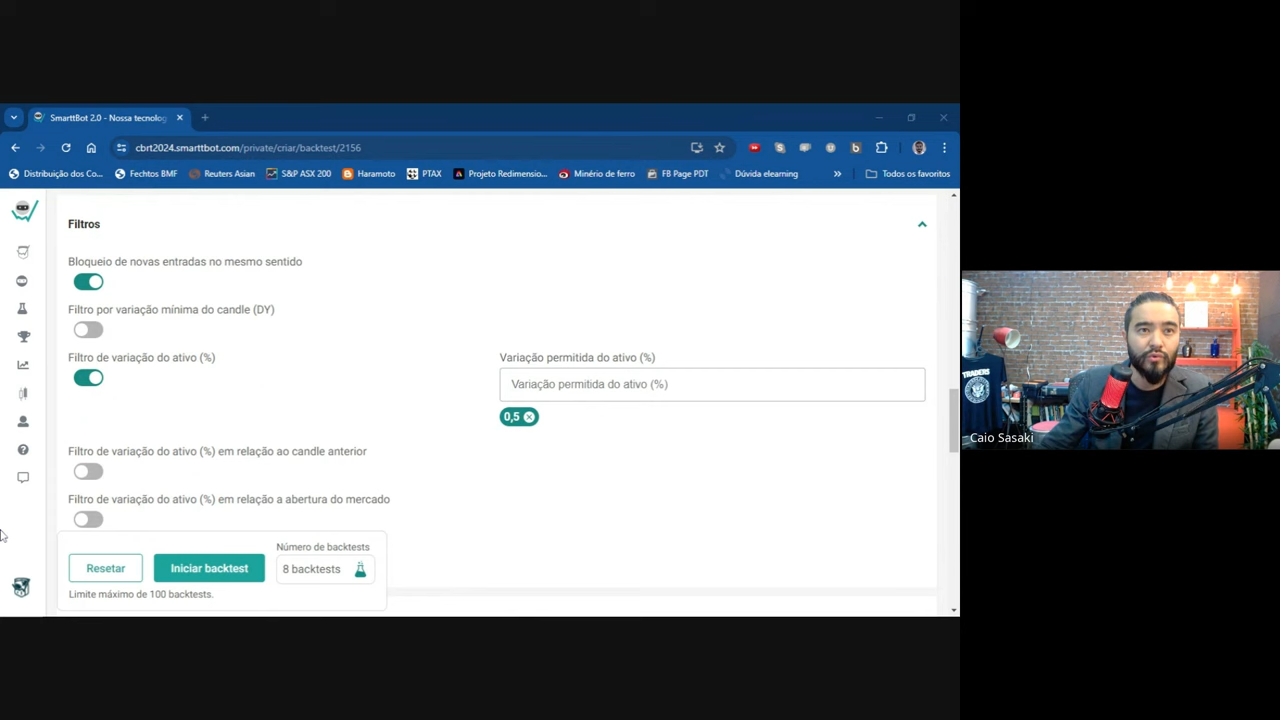 SmarttBot 2.0 - Nossa tecnolog
cbrt2024.smarttbot.com/private/criar/backtest/2156
Distribuição dos Co... Fechtos BMF Reuters Asian S&P ASX 200 Haramoto PTAX Projeto Redimensio... Minério de ferro FB Page PDT Dúvida elearning » Todos os favoritos
Filtros
Bloqueio de novas entradas no mesmo sentido
Filtro por variação mínima do candle (DY)
Filtro de variação do ativo (%)
Variação permitida do ativo (%)
Variação permitida do ativo (%)
0,5
Filtro de variação do ativo (%) em relação ao candle anterior
Filtro de variação do ativo (%) em relação a abertura do mercado
Número de backtests
Resetar Iniciar backtest 8 backtests
Limite máximo de 100 backtests.
TRADERS
Caio Sasaki